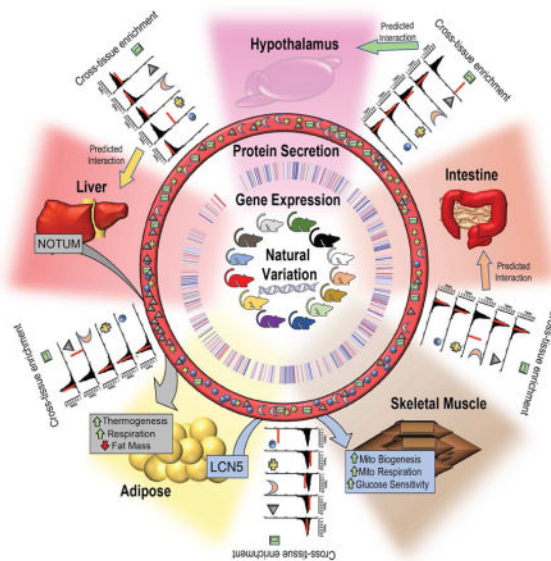 Hypothalamus
Predicted
Interaction
Cross-tissue enrichment
Cross-tissue enrichment
Protein Secretion
Gene Expression
Natural
Variation
Predicted
Interaction
Liver
NOTUM
Intestine
Predicted
Interaction
Cross-tissue enrichment
Cross-tissue enrichment
Thermogenesis
Respiration
Fat Mass
Adipose
LCN5
Skeletal Muscle
Mito Biogenesis
Mito Respiration
Glucose Sensitivity
Cross-tissue enrichment